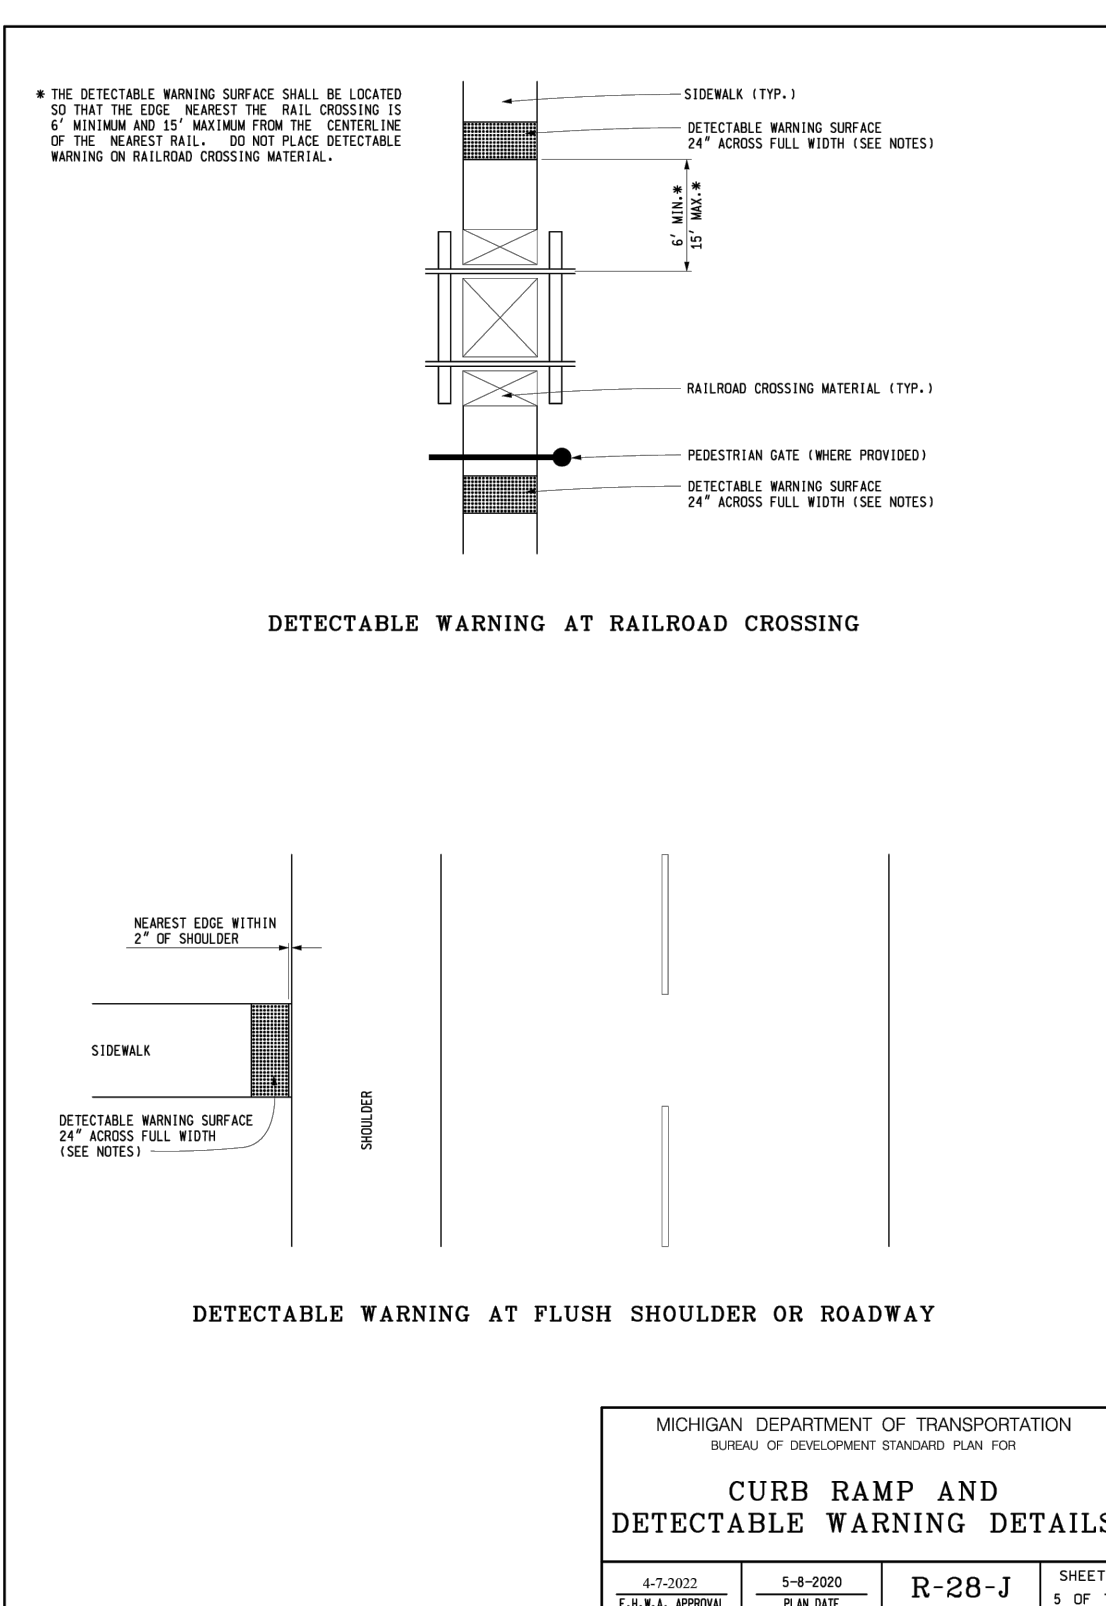 * THE DETECTABLE WARNING SURFACE SHALL BE LOCATED
SO THAT THE EDGE NEAREST THE RAIL CROSSING IS
6' MINIMUM AND 15' MAXIMUM FROM THE CENTERLINE
OF THE NEAREST RAIL. DO NOT PLACE DETECTABLE
WARNING ON RAILROAD CROSSING MATERIAL.
SIDEWALK (TYP.)
DETECTABLE WARNING SURFACE
24" ACROSS FULL WIDTH (SEE NOTES)
6' MIN.*
15' MAX.*
RAILROAD CROSSING MATERIAL (TYP.)
PEDESTRIAN GATE (WHERE PROVIDED)
DETECTABLE WARNING SURFACE
24" ACROSS FULL WIDTH (SEE NOTES)
DETECTABLE WARNING AT RAILROAD CROSSING
NEAREST EDGE WITHIN
2" OF SHOULDER
SIDEWALK
DETECTABLE WARNING SURFACE
24" ACROSS FULL WIDTH
(SEE NOTES)
SHOULDER
DETECTABLE WARNING AT FLUSH SHOULDER OR ROADWAY
MICHIGAN DEPARTMENT OF TRANSPORTATION
BUREAU OF DEVELOPMENT STANDARD PLAN FOR
CURB RAMP AND
DETECTABLE WARNING DETAILS
4-7-2022
F.H.W.A. APPROVAL
5-8-2020
PLAN DATE
R-28-J
SHEET
5 OF